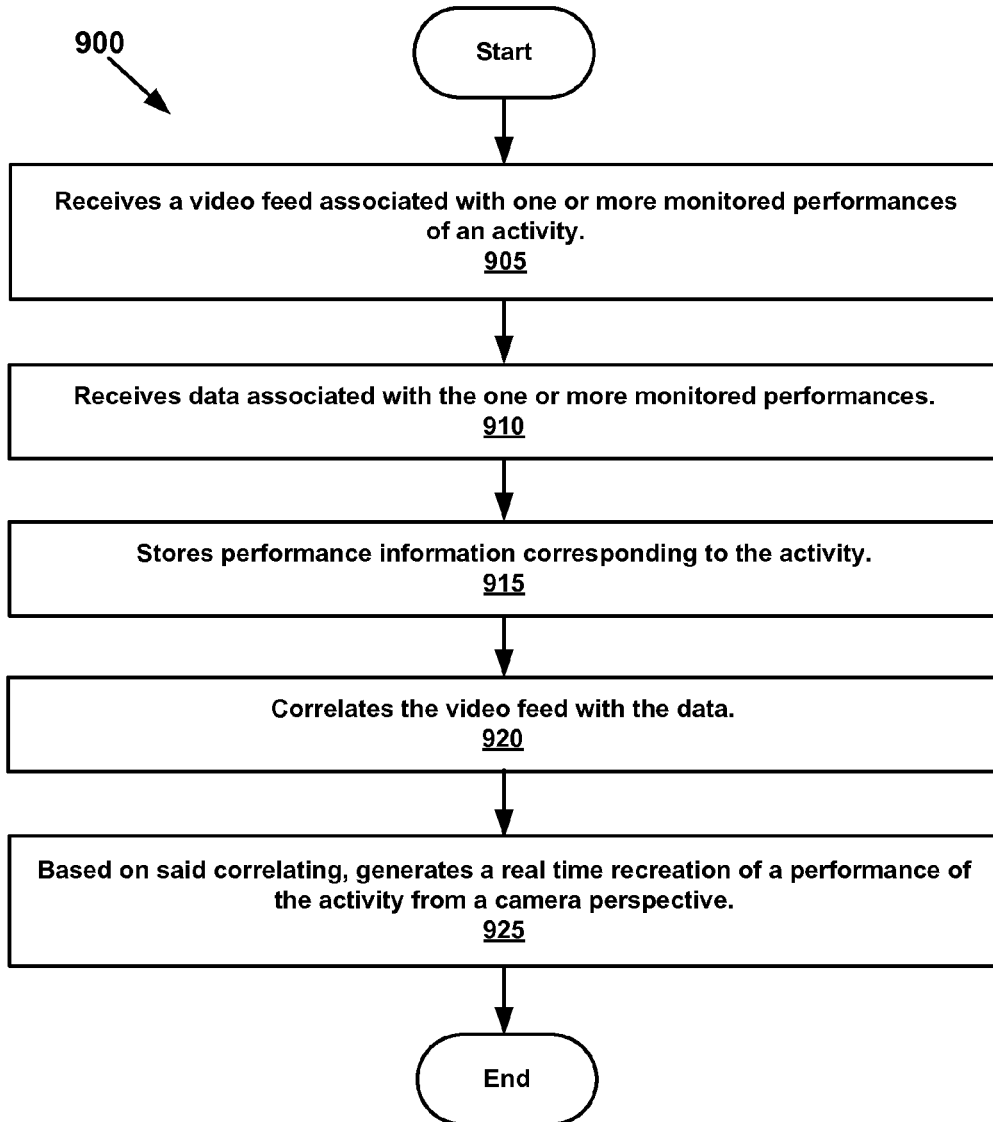 900
Start
Receives a video feed associated with one or more monitored performances
of an activity.
905
Receives data associated with the one or more monitored performances.
910
Stores performance information corresponding to the activity.
915
Correlates the video feed with the data.
920
Based on said correlating, generates a real time recreation of a performance of
the activity from a camera perspective.
925
End